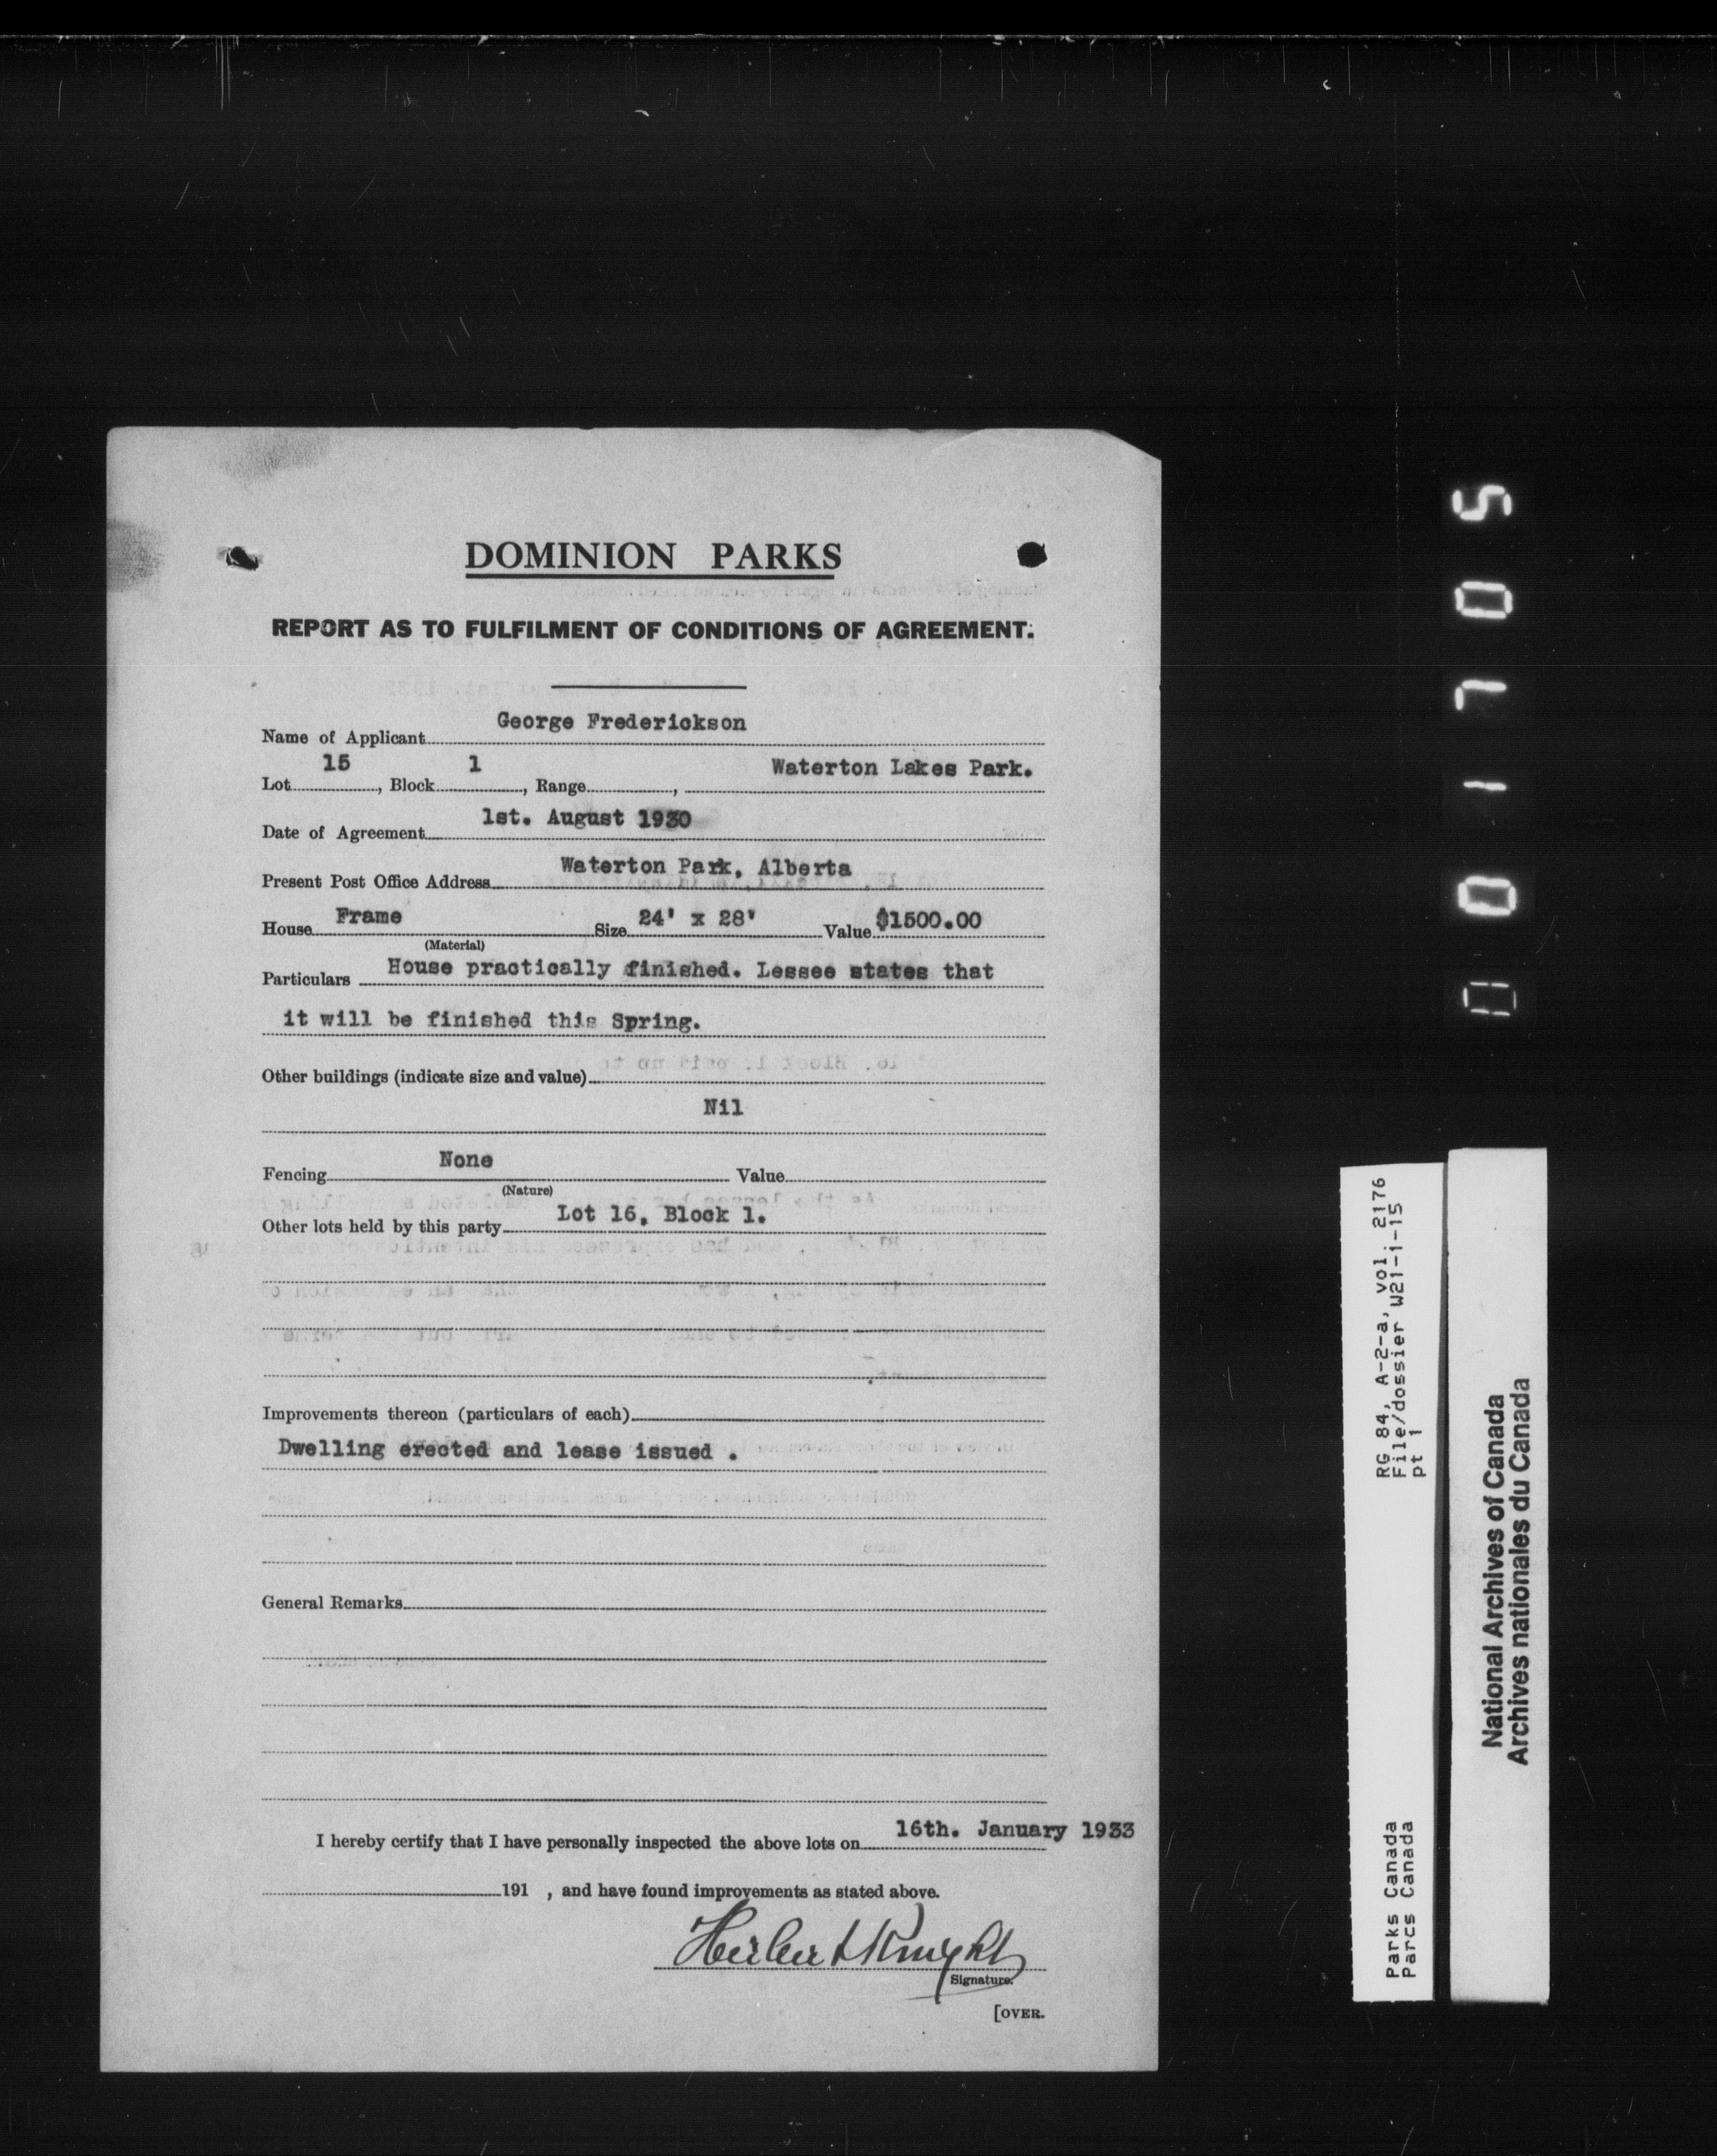 DOMINION PARKS
REPORT AS TO FULFILMENT OF CONDITIONS OF AGREEMENT.
George Frederickson
Name of Applicant
15 1 Waterton Lakes Park.
Lot , Block , Range ,
1st. August 1930
Date of Agreement
Waterton Park, Alberta
Present Post Office Address
House Frame Size 24' x 28' Value $1500.00
(Material)
Particulars House practically finished. Lessee states that
it will be finished this Spring.
Other buildings (indicate size and value)
Nil
None
Fencing Value
(Nature)
Other lots held by this party Lot 16, Block 1.
Improvements thereon (particulars of each)
Dwelling erected and lease issued .
General Remarks
I hereby certify that I have personally inspected the above lots on 16th. January 1933
191 , and have found improvements as stated above.
Herbert Knight
Signature.
[OVER.
001705
RG 84, A-2-a, vol. 2176
File/dossier W21-1-15
pt 1
Parks Canada
Parcs Canada
National Archives of Canada
Archives nationales du Canada